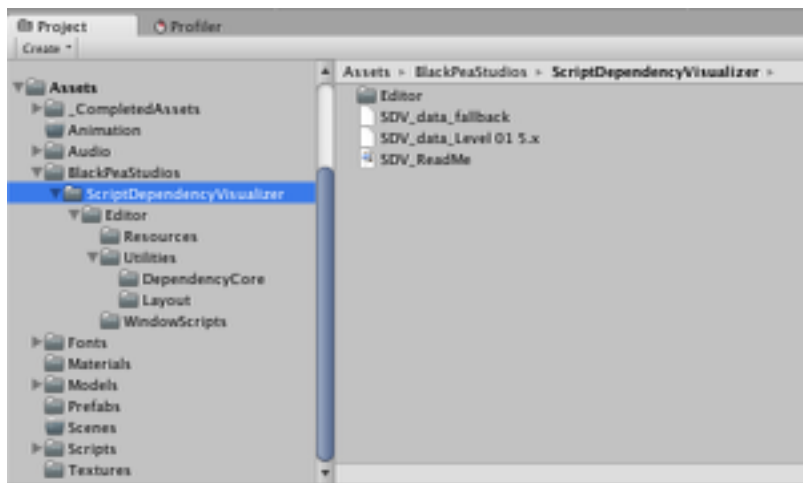 Project Profiler
Create
Assets
_CompletedAssets
Animation
Audio
BlackPeaStudios
ScriptDependencyVisualizer
Editor
Resources
Utilities
DependencyCore
Layout
WindowScripts
Fonts
Materials
Models
Prefabs
Scenes
Scripts
Textures
Assets ▸ BlackPeaStudios ▸ ScriptDependencyVisualizer ▸
Editor
SDV_data_fallback
SDV_data_Level 01 5.x
SDV_ReadMe